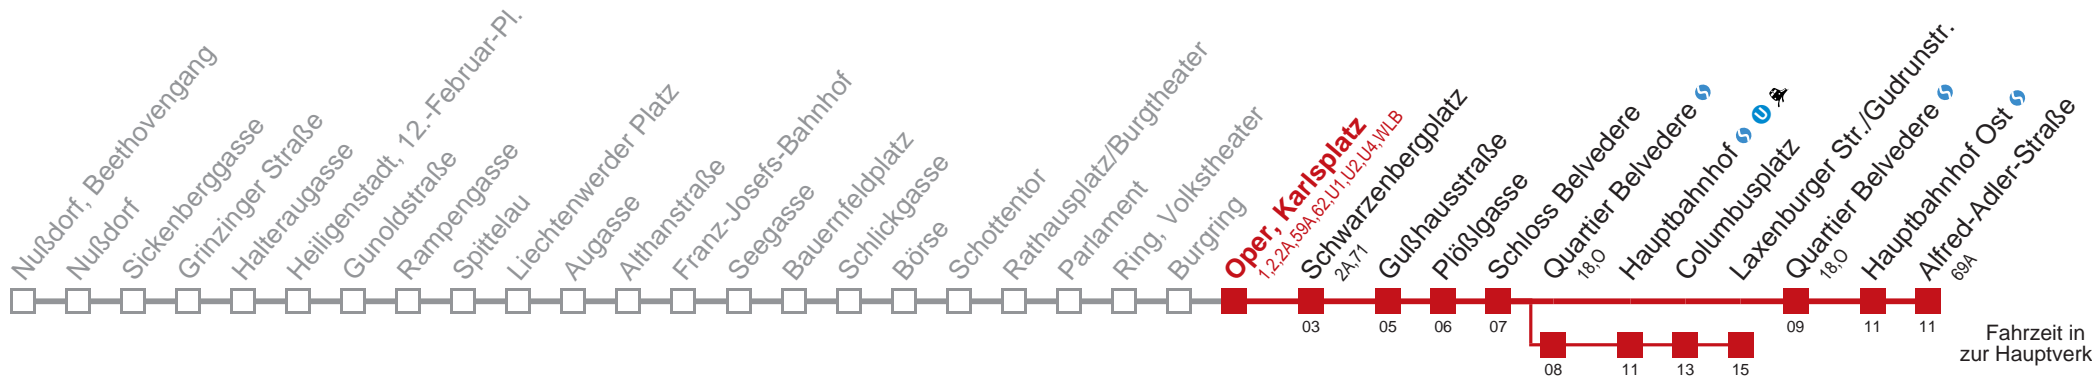 Nußdorf, Beethovengang
Nußdorf
Sickenberggasse
Grinzinger Straße
Halteraugasse
Heiligenstadt, 12.-Februar-Pl.
Gunoldstraße
Rampengasse
Spittelau
Liechtenwerder Platz
Augasse
Althanstraße
Franz-Josefs-Bahnhof
Seegasse
Bauernfeldplatz
Schlickgasse
Börse
Schottentor
Rathausplatz/Burgtheater
Parlament
Ring, Volkstheater
Burgring
Oper, Karlsplatz
1,2,2A,59A,62,U1,U2,U4,WLB
Schwarzenbergplatz
2A,71
Gußhausstraße
Plößlgasse
Schloss Belvedere
Quartier Belvedere
18,O
Hauptbahnhof U
Columbusplatz
Laxenburger Str./Gudrunstr.
Quartier Belvedere
18,O
Hauptbahnhof Ost
Alfred-Adler-Straße
69A
03 05 06 07 09 11 11
08 11 13 15
Fahrzeit in
zur Hauptverk